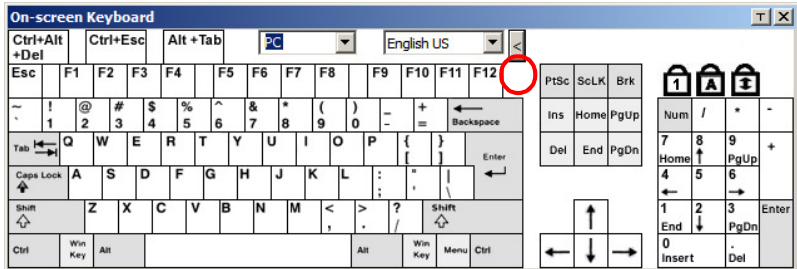 On-screen Keyboard T X
Ctrl+Alt
+Del Ctrl+Esc Alt +Tab PC English US <
Esc F1 F2 F3 F4 F5 F6 F7 F8 F9 F10 F11 F12 PtSc ScLK Brk 1 A
~ ! @ # $ % ^ & * ( ) _ + Backspace
` 1 2 3 4 5 6 7 8 9 0 - = Ins Home PgUp Num / * -
Tab Q W E R T Y U I O P { } Enter
[ ] Del End PgDn 7 8 9 +
Home PgUp
Caps Lock A S D F G H J K L : " |
; ' \ 4 5 6
Shift Z X C V B N M < > ? Shift
, . / 1 2 3 Enter
End PgDn
Ctrl Win
Key Alt Alt Win
Key Menu Ctrl 0 .
Insert Del